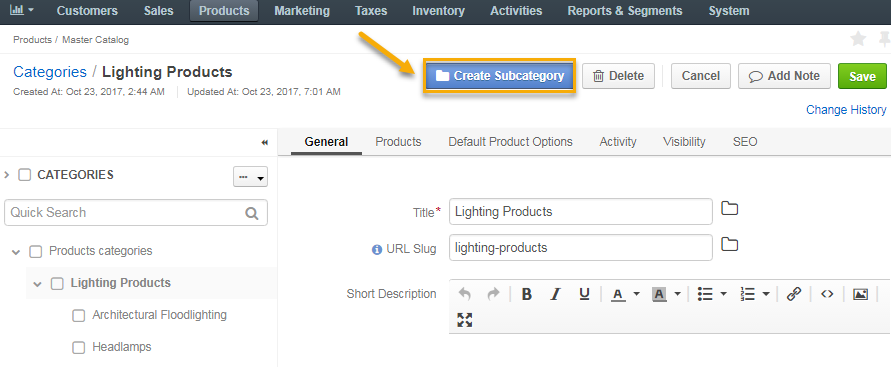 Customers Sales Products Marketing Taxes Inventory Activities Reports & Segments System
Products / Master Catalog
Categories / Lighting Products
Create Subcategory Delete Cancel Add Note Save
Created At: Oct 23, 2017, 2:44 AM Updated At: Oct 23, 2017, 7:01 AM
Change History
General Products Default Product Options Activity Visibility SEO
CATEGORIES
Quick Search
Products categories
Lighting Products
Architectural Floodlighting
Headlamps
Title* Lighting Products
URL Slug lighting-products
Short Description B I U A A